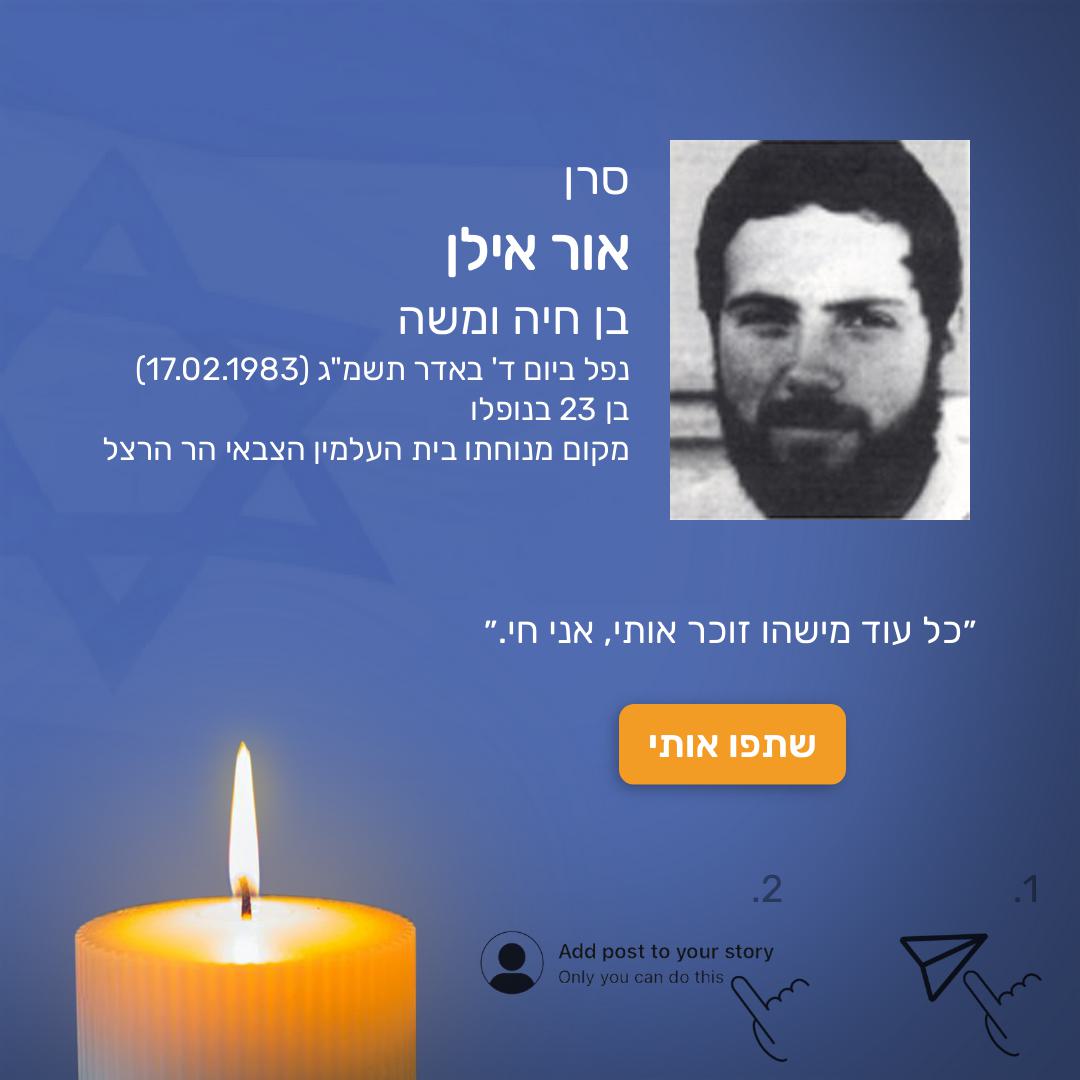 סרן
אור אילן
בן חיה ומשה
נפל ביום ד' באדר תשמ"ג (17.02.1983)
בן 23 בנופלו
מקום מנוחתו בית העלמין הצבאי הר הרצל
״כל עוד מישהו זוכר אותי, אני חי.״
שתפו אותי
1.
2.
Add post to your story
Only you can do this